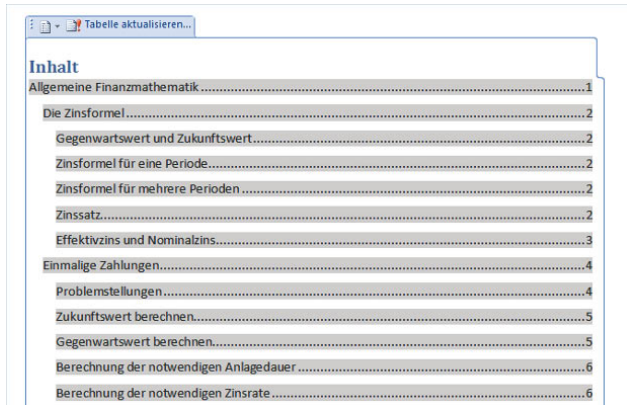 Tabelle aktualisieren...
Inhalt
Allgemeine Finanzmathematik 1
Die Zinsformel 2
Gegenwartswert und Zukunftswert 2
Zinsformel für eine Periode 2
Zinsformel für mehrere Perioden 2
Zinssatz 2
Effektivzins und Nominalzins 3
Einmalige Zahlungen 4
Problemstellungen 4
Zukunftswert berechnen 5
Gegenwartswert berechnen 5
Berechnung der notwendigen Anlagedauer 6
Berechnung der notwendigen Zinsrate 6